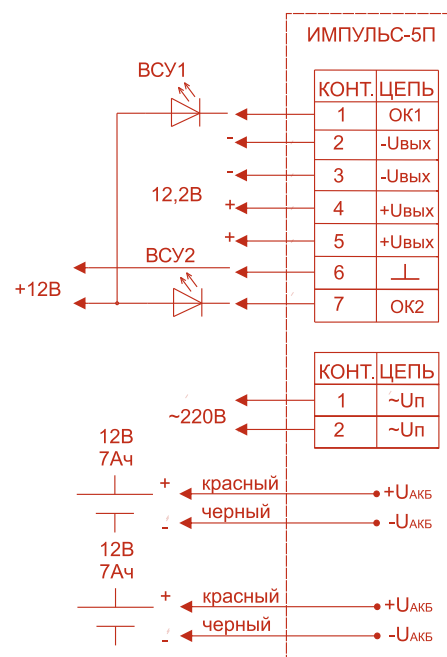 ИМПУЛЬС-5П
ВСУ1
КОНТ. ЦЕПЬ
1 ОК1
- 2 -Uвых
- 3 -Uвых
12,2В
+ 4 +Uвых
+ 5 +Uвых
ВСУ2
6 ⊥
+12В
7 ОК2
КОНТ. ЦЕПЬ
1 ~Uп
~220В
2 ~Uп
12В
7Ач
+ красный +UАКБ
- черный -UАКБ
12В
7Ач
+ красный +UАКБ
- черный -UАКБ